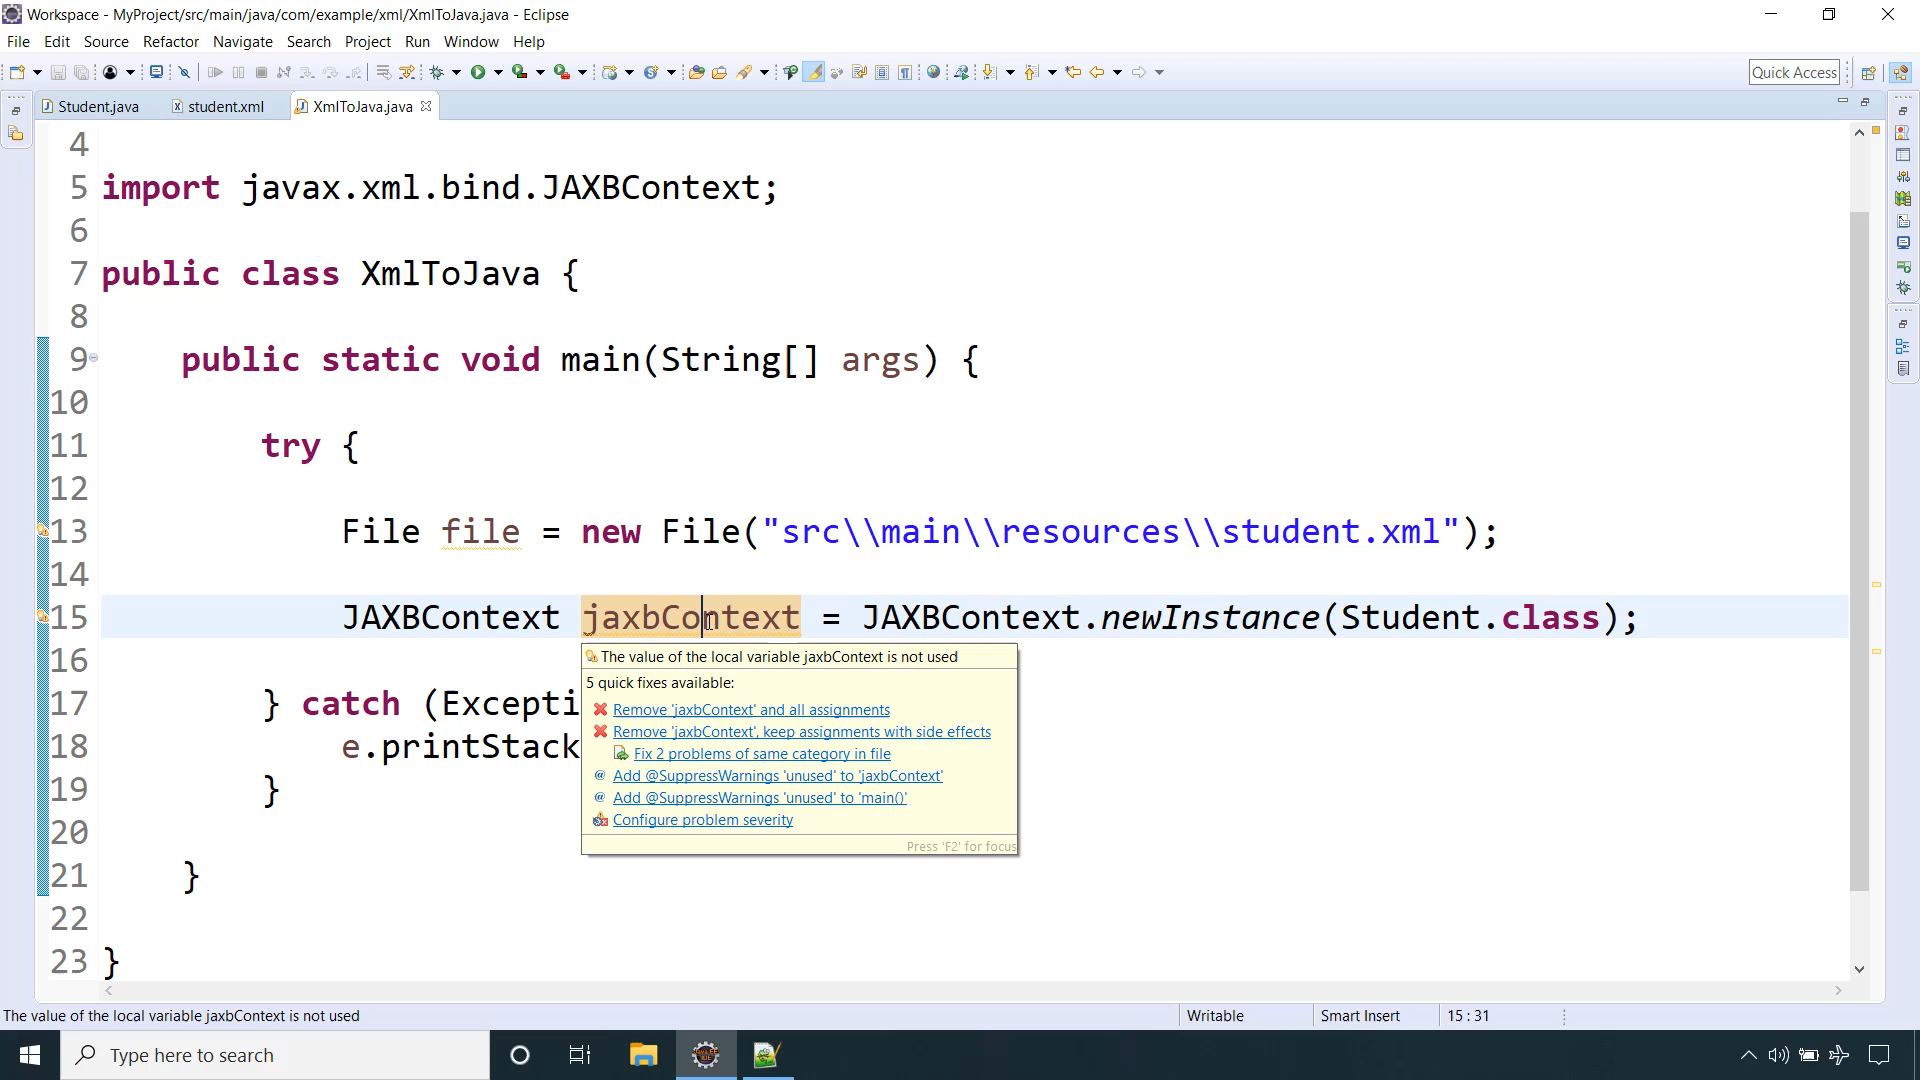 Workspace - MyProject/src/main/java/com/example/xml/XmlToJava.java - Eclipse
File Edit Source Refactor Navigate Search Project Run Window Help
Quick Access
Student.java student.xml XmlToJava.java
4
5 import javax.xml.bind.JAXBContext;
6
7 public class XmlToJava {
8
9 public static void main(String[] args) {
10
11 try {
12
13 File file = new File("src\\main\\resources\\student.xml");
14
15 JAXBContext jaxbContext = JAXBContext.newInstance(Student.class);
16
The value of the local variable jaxbContext is not used
5 quick fixes available:
17 } catch (Excepti
Remove 'jaxbContext' and all assignments
Remove 'jaxbContext', keep assignments with side effects
18 e.printStack
Fix 2 problems of same category in file
Add @SuppressWarnings 'unused' to 'jaxbContext'
19 }
Add @SuppressWarnings 'unused' to 'main()'
Configure problem severity
20
Press 'F2' for focus
21 }
22
23 }
The value of the local variable jaxbContext is not used Writable Smart Insert 15 : 31
Type here to search